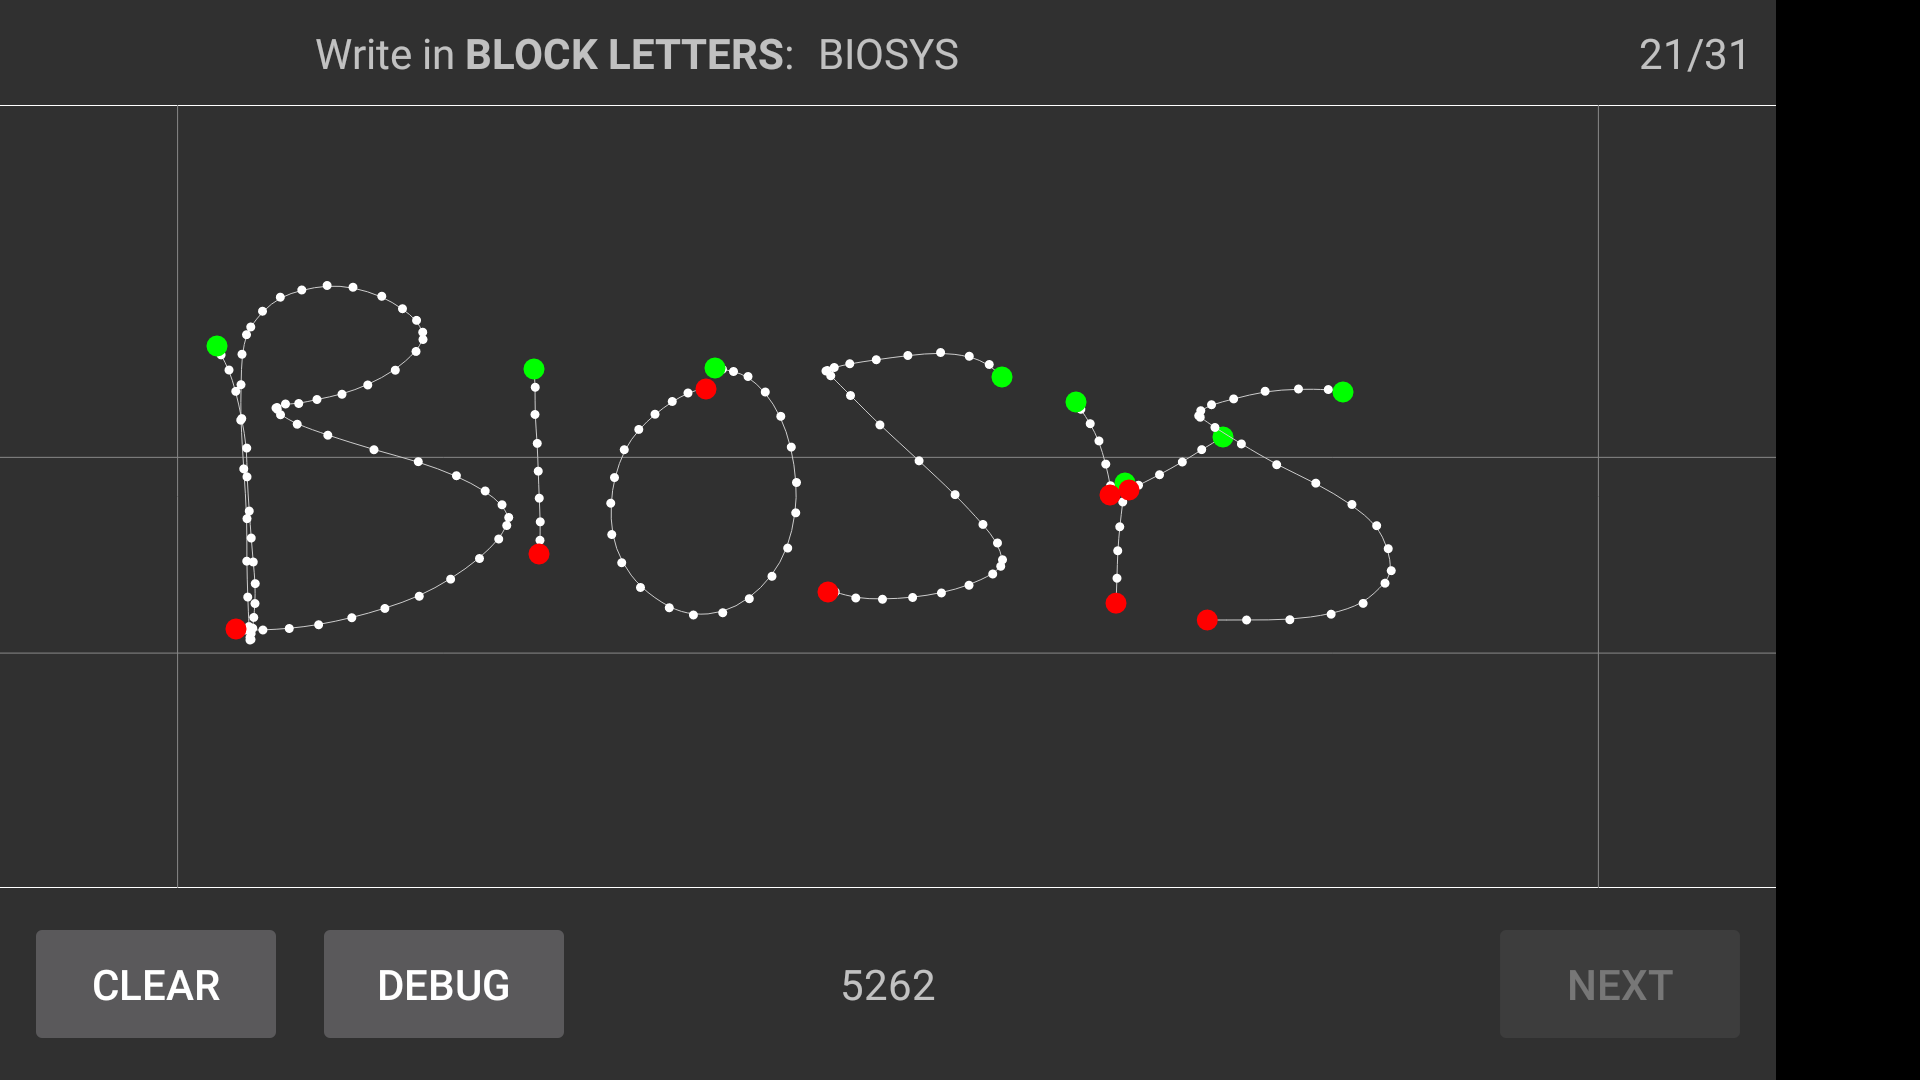 Write in BLOCK LETTERS: BIOSYS 21/31
BIOSYS
CLEAR DEBUG 5262 NEXT